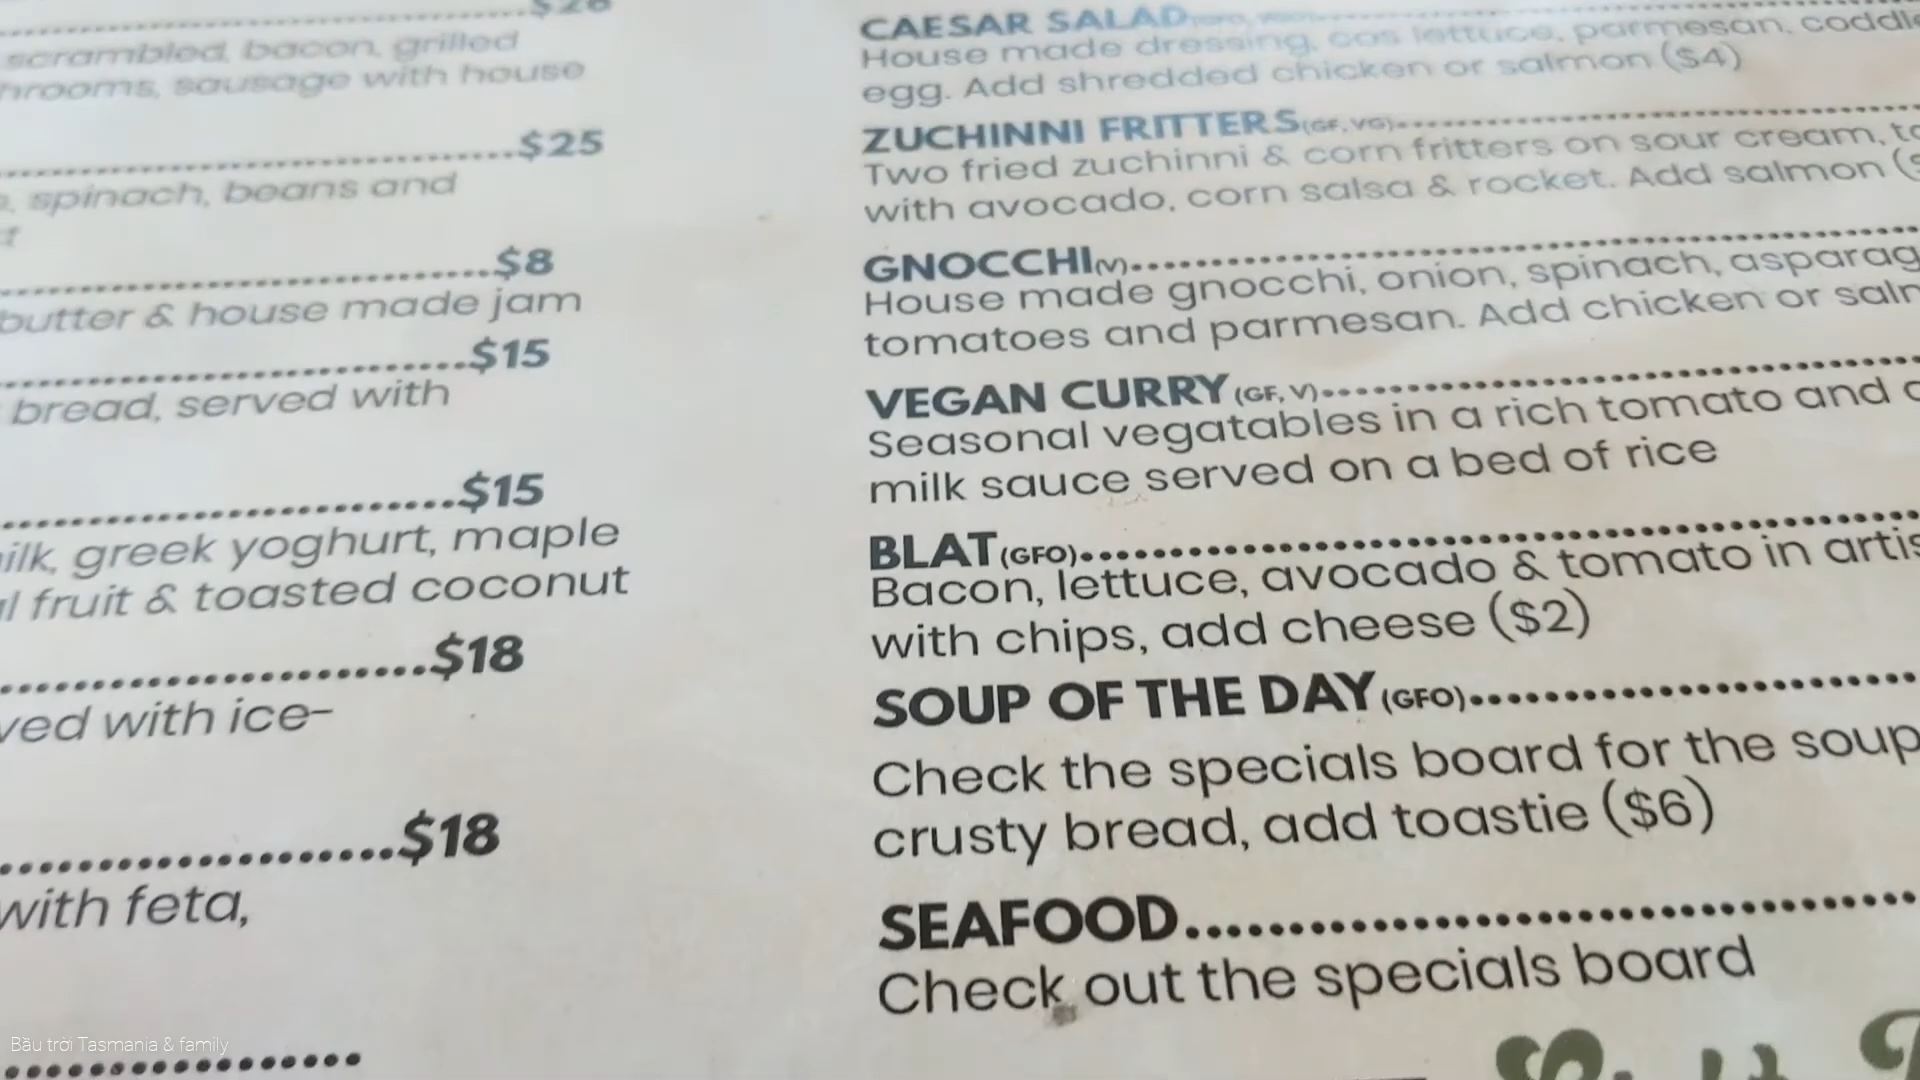 $26
scrambled, bacon, grilled
sausage with house
$25
spinach, beans and
$8
butter & house made jam
$15
bread, served with
$15
greek yoghurt, maple
fruit & toasted coconut
$18
with ice-
$18
with feta,
CAESAR SALAD
House made dressing, cos lettuce, parmesan,
egg. Add shredded chicken or salmon ($4)
ZUCHINNI FRITTERS (GF, VG)
Two fried zuchinni & corn fritters on sour cream,
with avocado, corn salsa & rocket. Add salmon
GNOCCHI (V)
House made gnocchi, onion, spinach,
tomatoes and parmesan. Add chicken or
VEGAN CURRY (GF, V)
Seasonal vegatables in a rich tomato and
milk sauce served on a bed of rice
BLAT (GFO)
Bacon, lettuce, avocado & tomato in
with chips, add cheese ($2)
SOUP OF THE DAY (GFO)
Check the specials board for the soup
crusty bread, add toastie ($6)
SEAFOOD
Check out the specials board
Bầu trời Tasmania & family